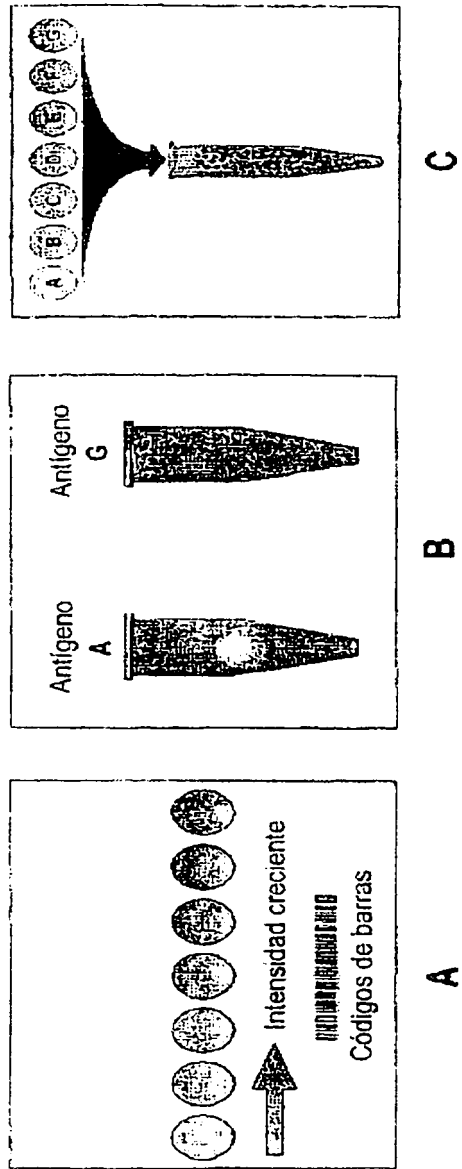 Intensidad creciente
Códigos de barras
A
Antígeno
A
Antígeno
G
B
A B C D E F G
C